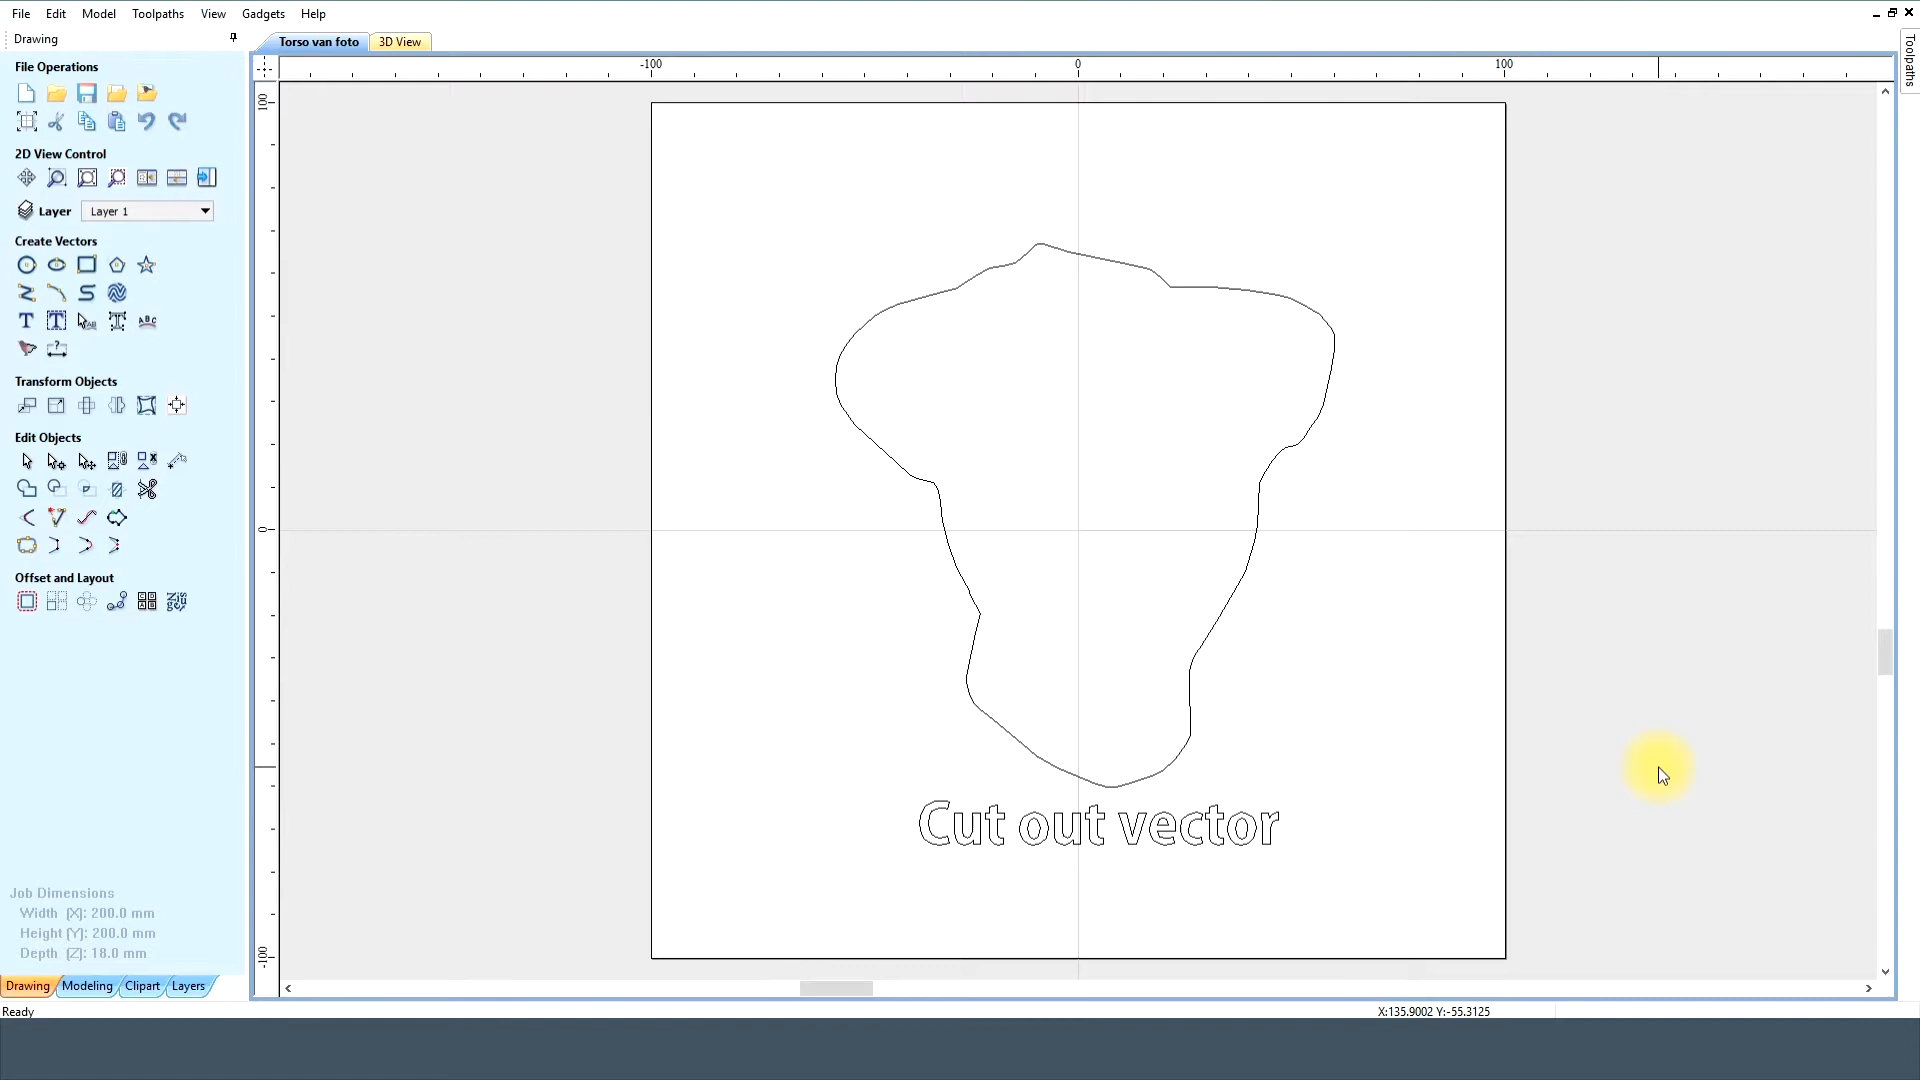 File Edit Model Toolpaths View Gadgets Help
Drawing
Torso van foto
3D View
Toolpaths
File Operations
-100
0
100
100
2D View Control
Layer
Layer 1
Create Vectors
Transform Objects
Edit Objects
0
Offset and Layout
Cut out vector
Job Dimensions
Width (X): 200.0 mm
Height (Y): 200.0 mm
Depth (Z): 18.0 mm
-100
Drawing Modeling Clipart Layers
Ready
X:135.9002 Y:-55.3125